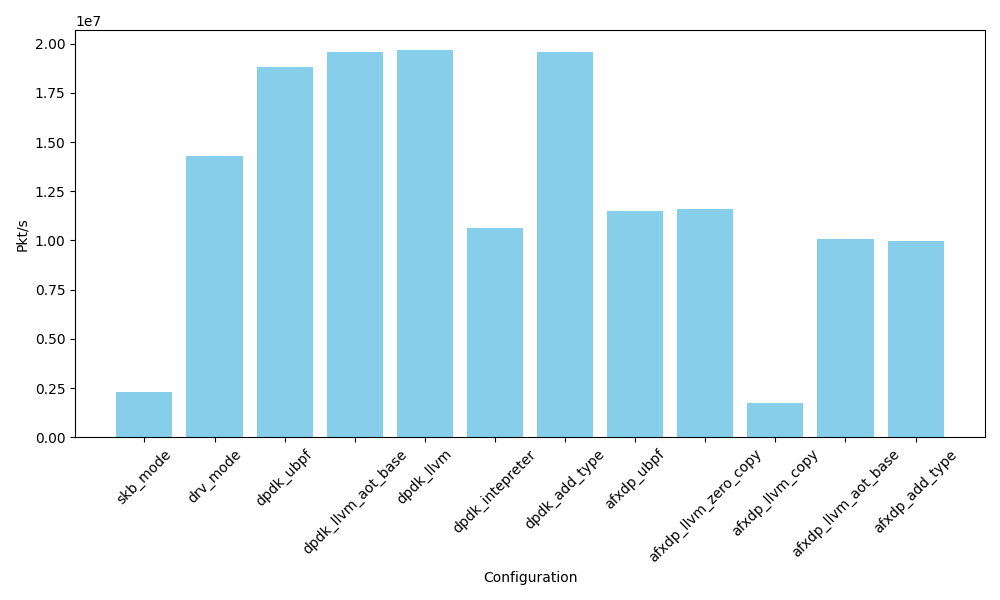 1e7
2.00
1.75
1.50
1.25
1.00
0.75
0.50
0.25
0.00
Pkt/s
skb_mode
drv_mode
dpdk_ubpf
dpdk_llvm_aot_base
dpdk_llvm
dpdk_intepreter
dpdk_add_type
afxdp_ubpf
afxdp_llvm_zero_copy
afxdp_llvm_copy
afxdp_llvm_aot_base
afxdp_add_type
Configuration